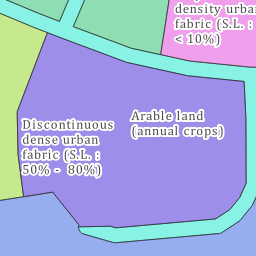 density urban
fabric (S.L. :
< 10%)
Arable land
(annual crops)
Discontinuous
dense urban
fabric (S.L. :
50% - 80%)